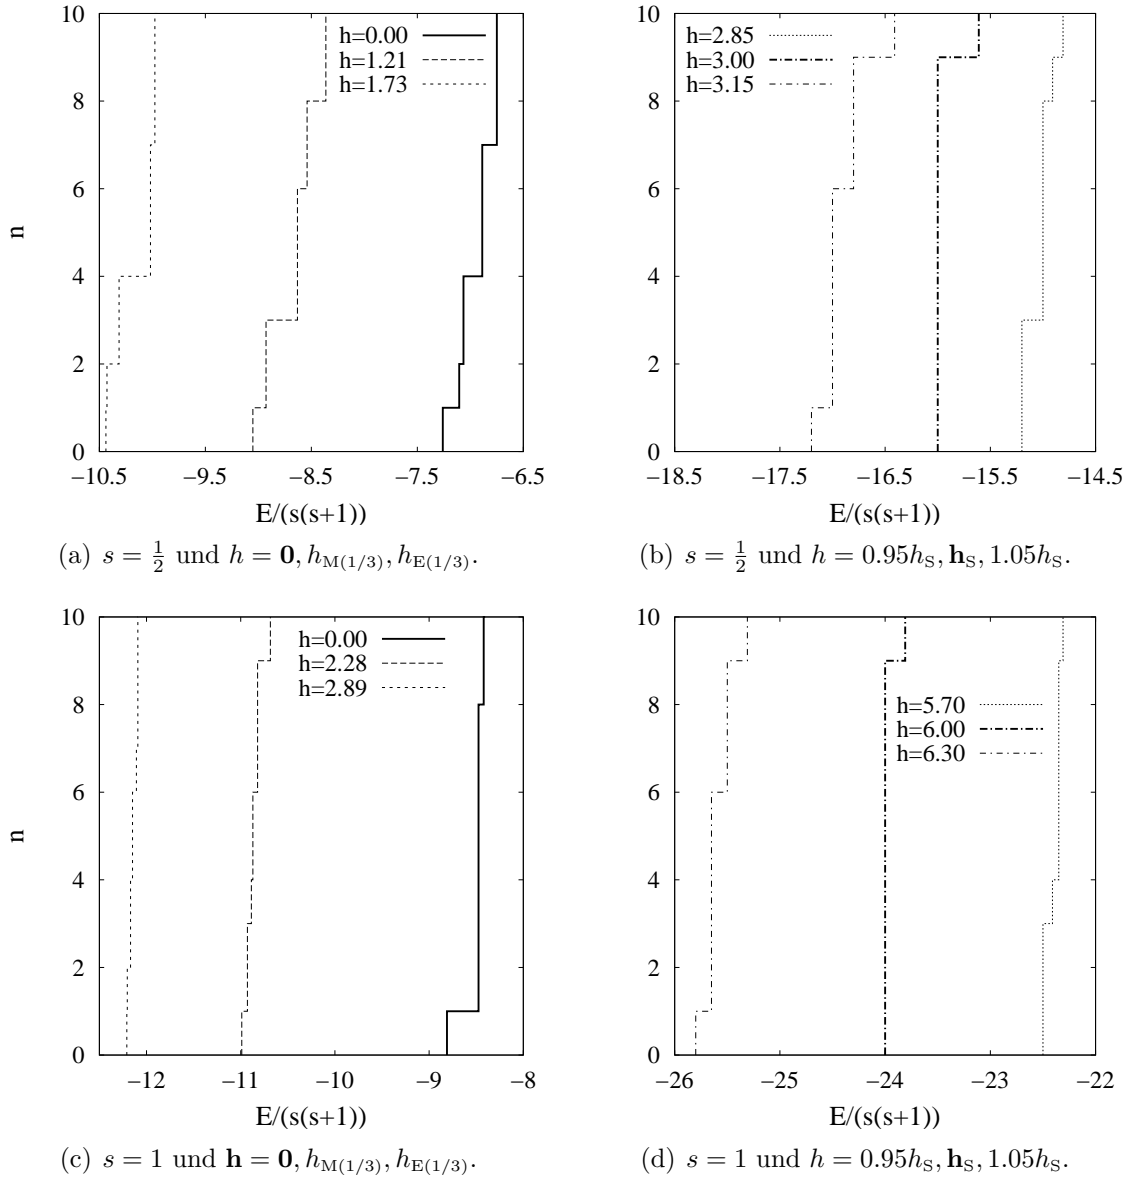 10
8
6
4
2
0
n
h=0.00
h=1.21
h=1.73
−10.5 −9.5 −8.5 −7.5 −6.5
E/(s(s+1))
(a) s = 1/2 und h = 0, h_M(1/3), h_E(1/3).
10
8
6
4
2
0
h=2.85
h=3.00
h=3.15
−18.5 −17.5 −16.5 −15.5 −14.5
E/(s(s+1))
(b) s = 1/2 und h = 0.95h_S, h_S, 1.05h_S.
10
8
6
4
2
0
n
h=0.00
h=2.28
h=2.89
−12 −11 −10 −9 −8
E/(s(s+1))
(c) s = 1 und h = 0, h_M(1/3), h_E(1/3).
10
8
6
4
2
0
h=5.70
h=6.00
h=6.30
−26 −25 −24 −23 −22
E/(s(s+1))
(d) s = 1 und h = 0.95h_S, h_S, 1.05h_S.